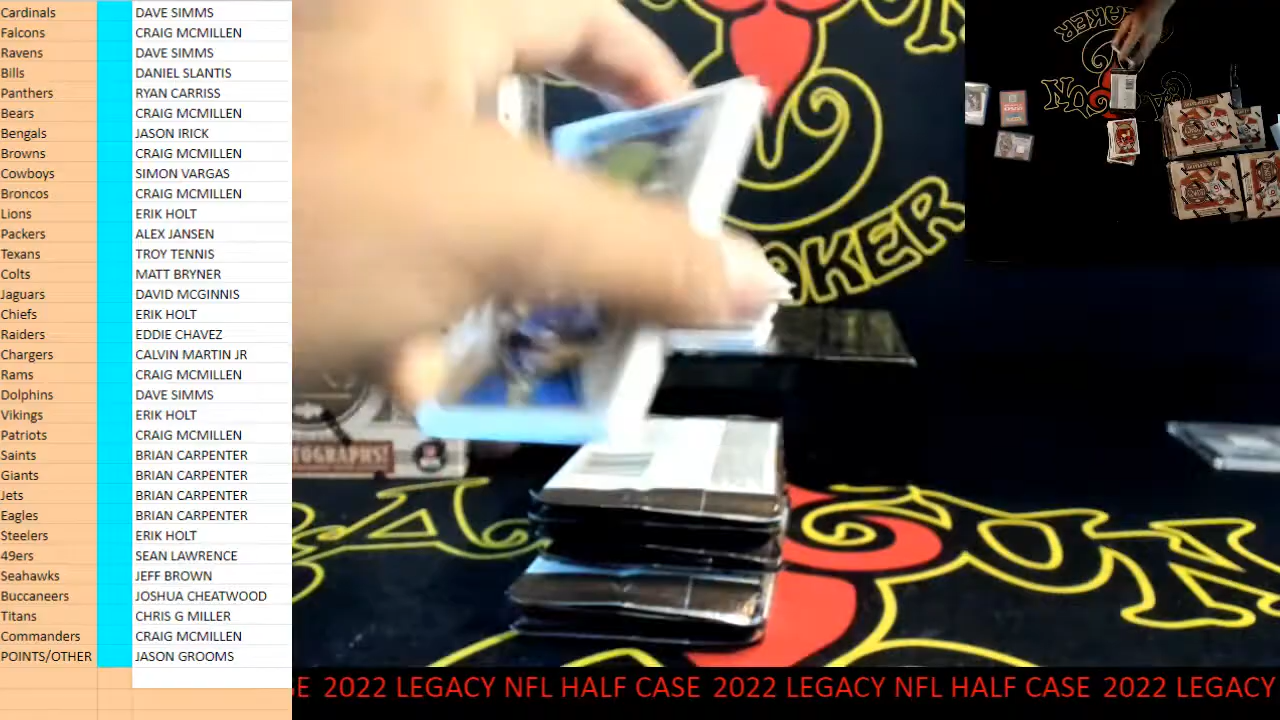 Cardinals DAVE SIMMS
Falcons CRAIG MCMILLEN
Ravens DAVE SIMMS
Bills DANIEL SLANTIS
Panthers RYAN CARRISS
Bears CRAIG MCMILLEN
Bengals JASON IRICK
Browns CRAIG MCMILLEN
Cowboys SIMON VARGAS
Broncos CRAIG MCMILLEN
Lions ERIK HOLT
Packers ALEX JANSEN
Texans TROY TENNIS
Colts MATT BRYNER
Jaguars DAVID MCGINNIS
Chiefs ERIK HOLT
Raiders EDDIE CHAVEZ
Chargers CALVIN MARTIN JR
Rams CRAIG MCMILLEN
Dolphins DAVE SIMMS
Vikings ERIK HOLT
Patriots CRAIG MCMILLEN
Saints BRIAN CARPENTER
Giants BRIAN CARPENTER
Jets BRIAN CARPENTER
Eagles BRIAN CARPENTER
Steelers ERIK HOLT
49ers SEAN LAWRENCE
Seahawks JEFF BROWN
Buccaneers JOSHUA CHEATWOOD
Titans CHRIS G MILLER
Commanders CRAIG MCMILLEN
POINTS/OTHER JASON GROOMS
OKER
TOGRAPHS!
E 2022 LEGACY NFL HALF CASE 2022 LEGACY NFL HALF CASE 2022 LEGACY